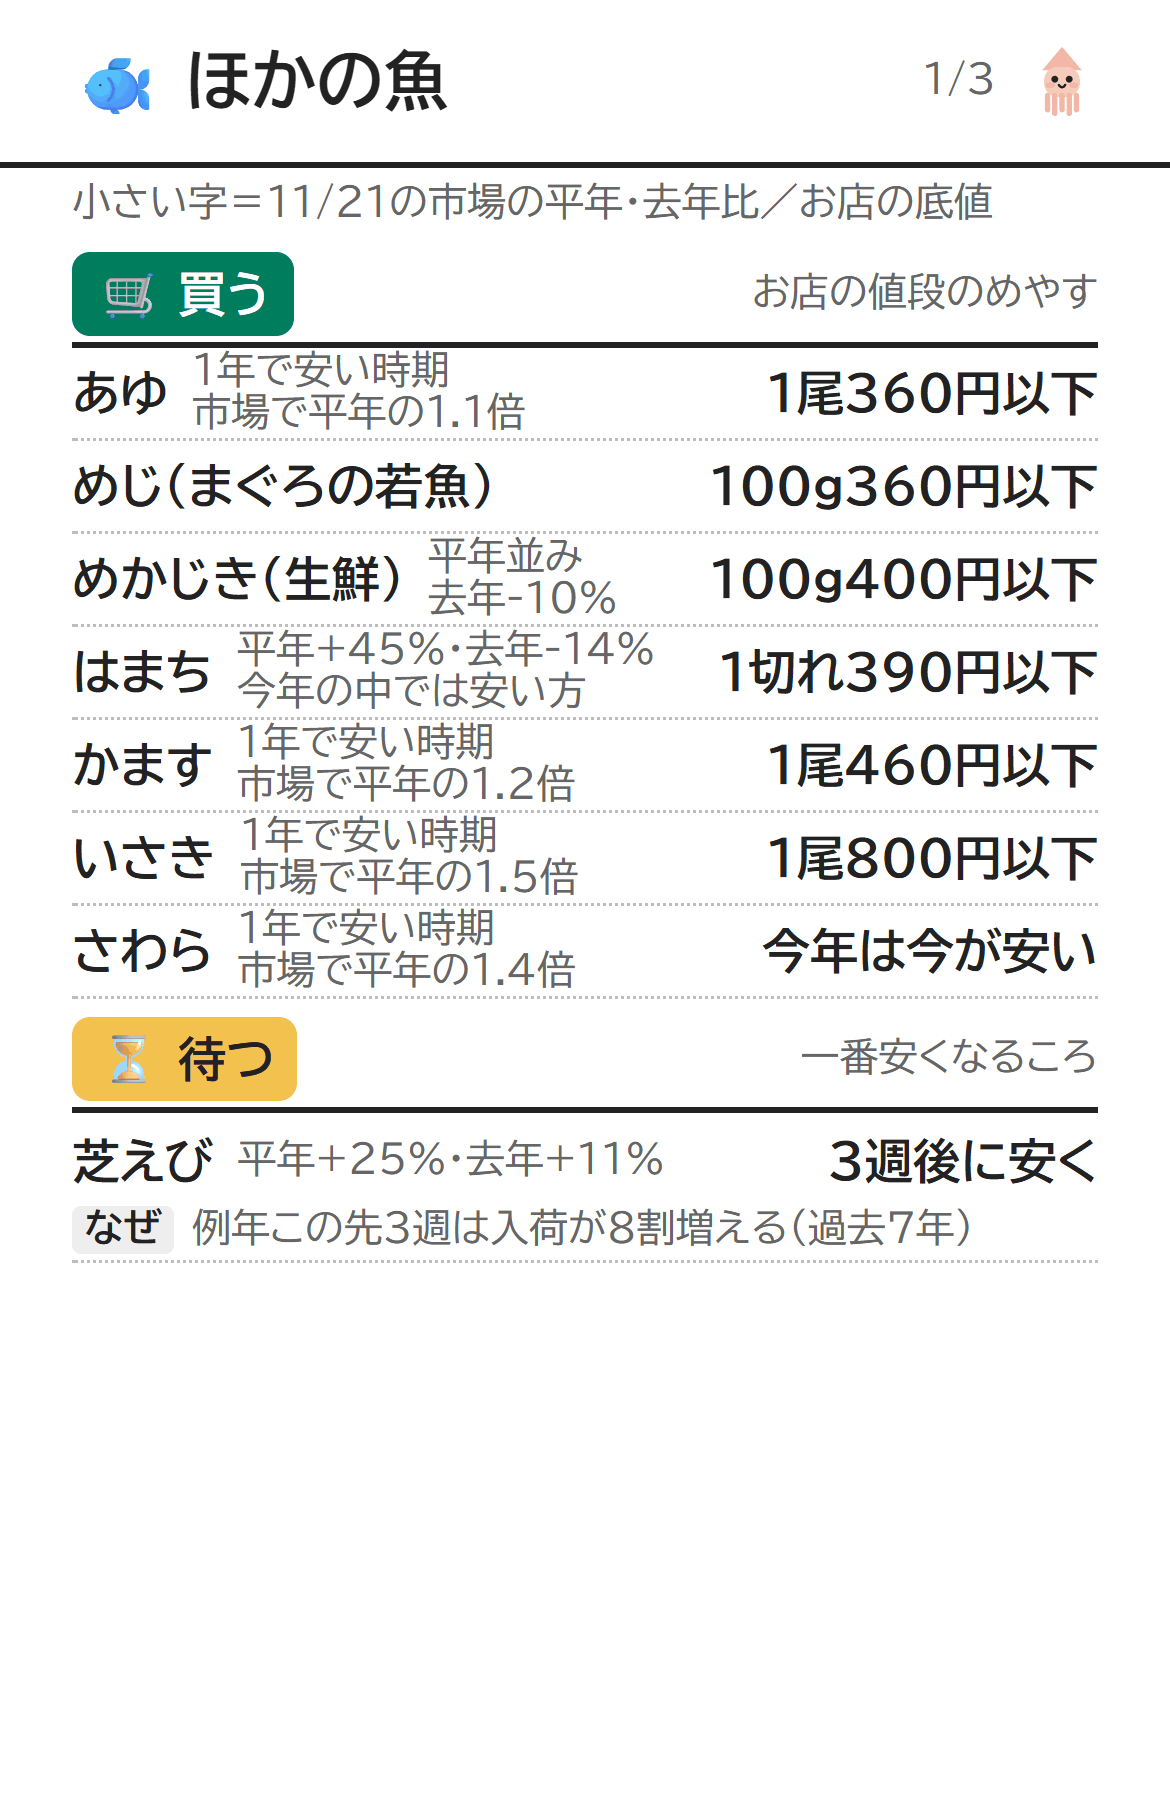 ほかの魚
1/3
小さい字＝11/21の市場の平年・去年比／お店の底値
買う
お店の値段のめやす
あゆ
1年で安い時期
市場で平年の1.1倍
1尾360円以下
めじ（まぐろの若魚）
100g360円以下
めかじき（生鮮）
平年並み
去年-10%
100g400円以下
はまち
平年+45%・去年-14%
今年の中では安い方
1切れ390円以下
かます
1年で安い時期
市場で平年の1.2倍
1尾460円以下
いさき
1年で安い時期
市場で平年の1.5倍
1尾800円以下
さわら
1年で安い時期
市場で平年の1.4倍
今年は今が安い
待つ
一番安くなるころ
芝えび
平年+25%・去年+11%
3週後に安く
なぜ
例年この先3週は入荷が8割増える（過去7年）